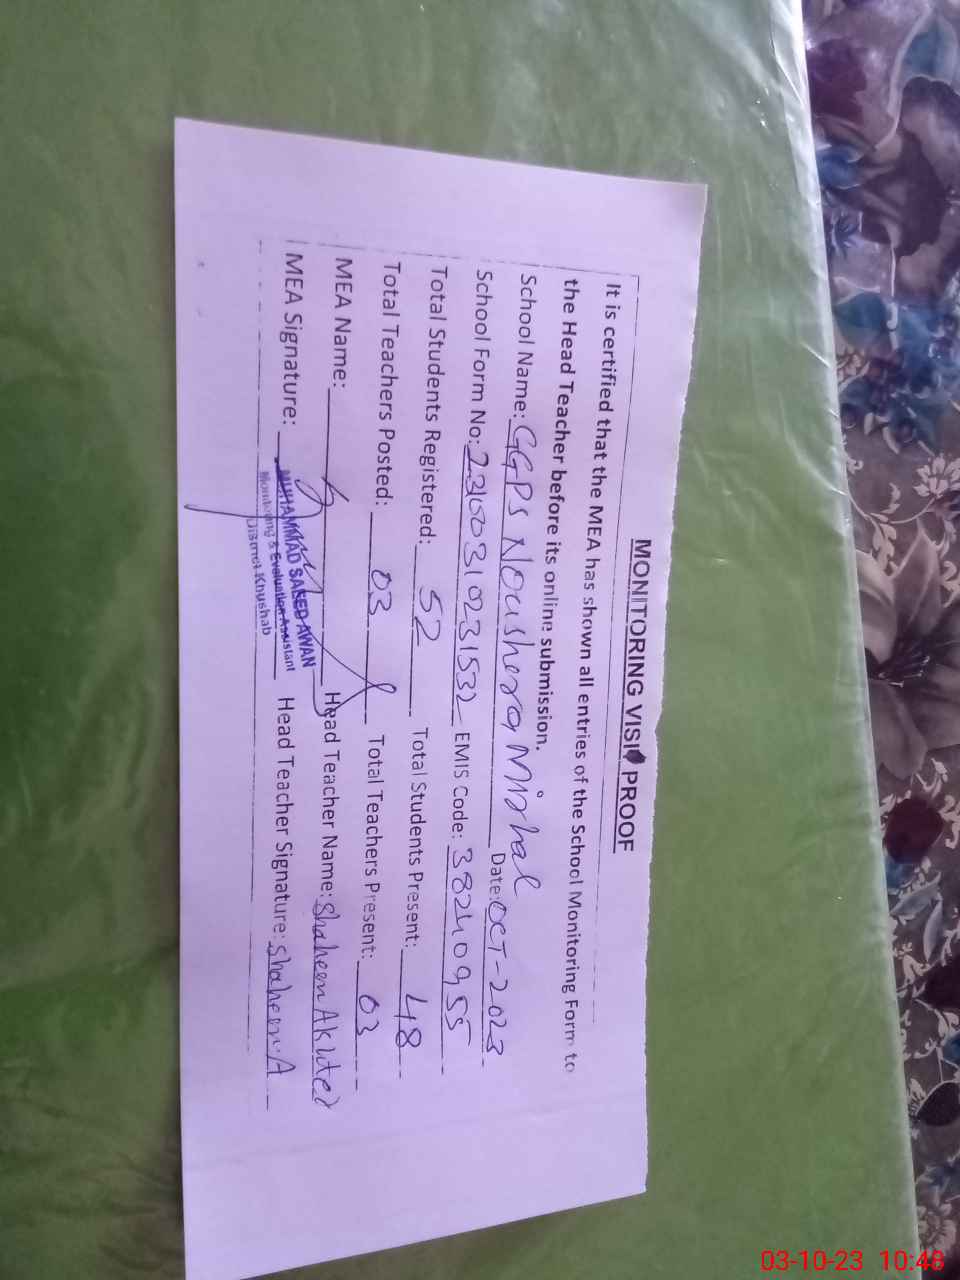 MONITORING VISIT PROOF
It is certified that the MEA has shown all entries of the School Monitoring Form to
the Head Teacher before its online submission.
School Name: GGPS Noushera Mishal Date: OCT-2023
School Form No: EMIS Code: 38240955
Total Students Registered: 52 Total Students Present: 48
Total Teachers Posted: 03 Total Teachers Present: 03
MEA Name: Head Teacher Name: Shaheen Akhter
MEA Signature: Head Teacher Signature: Shaheen A
MUHAMMAD SAEED AWAN
Monitoring & Evaluation Assistant
District Khushab
03-10-23 10:48